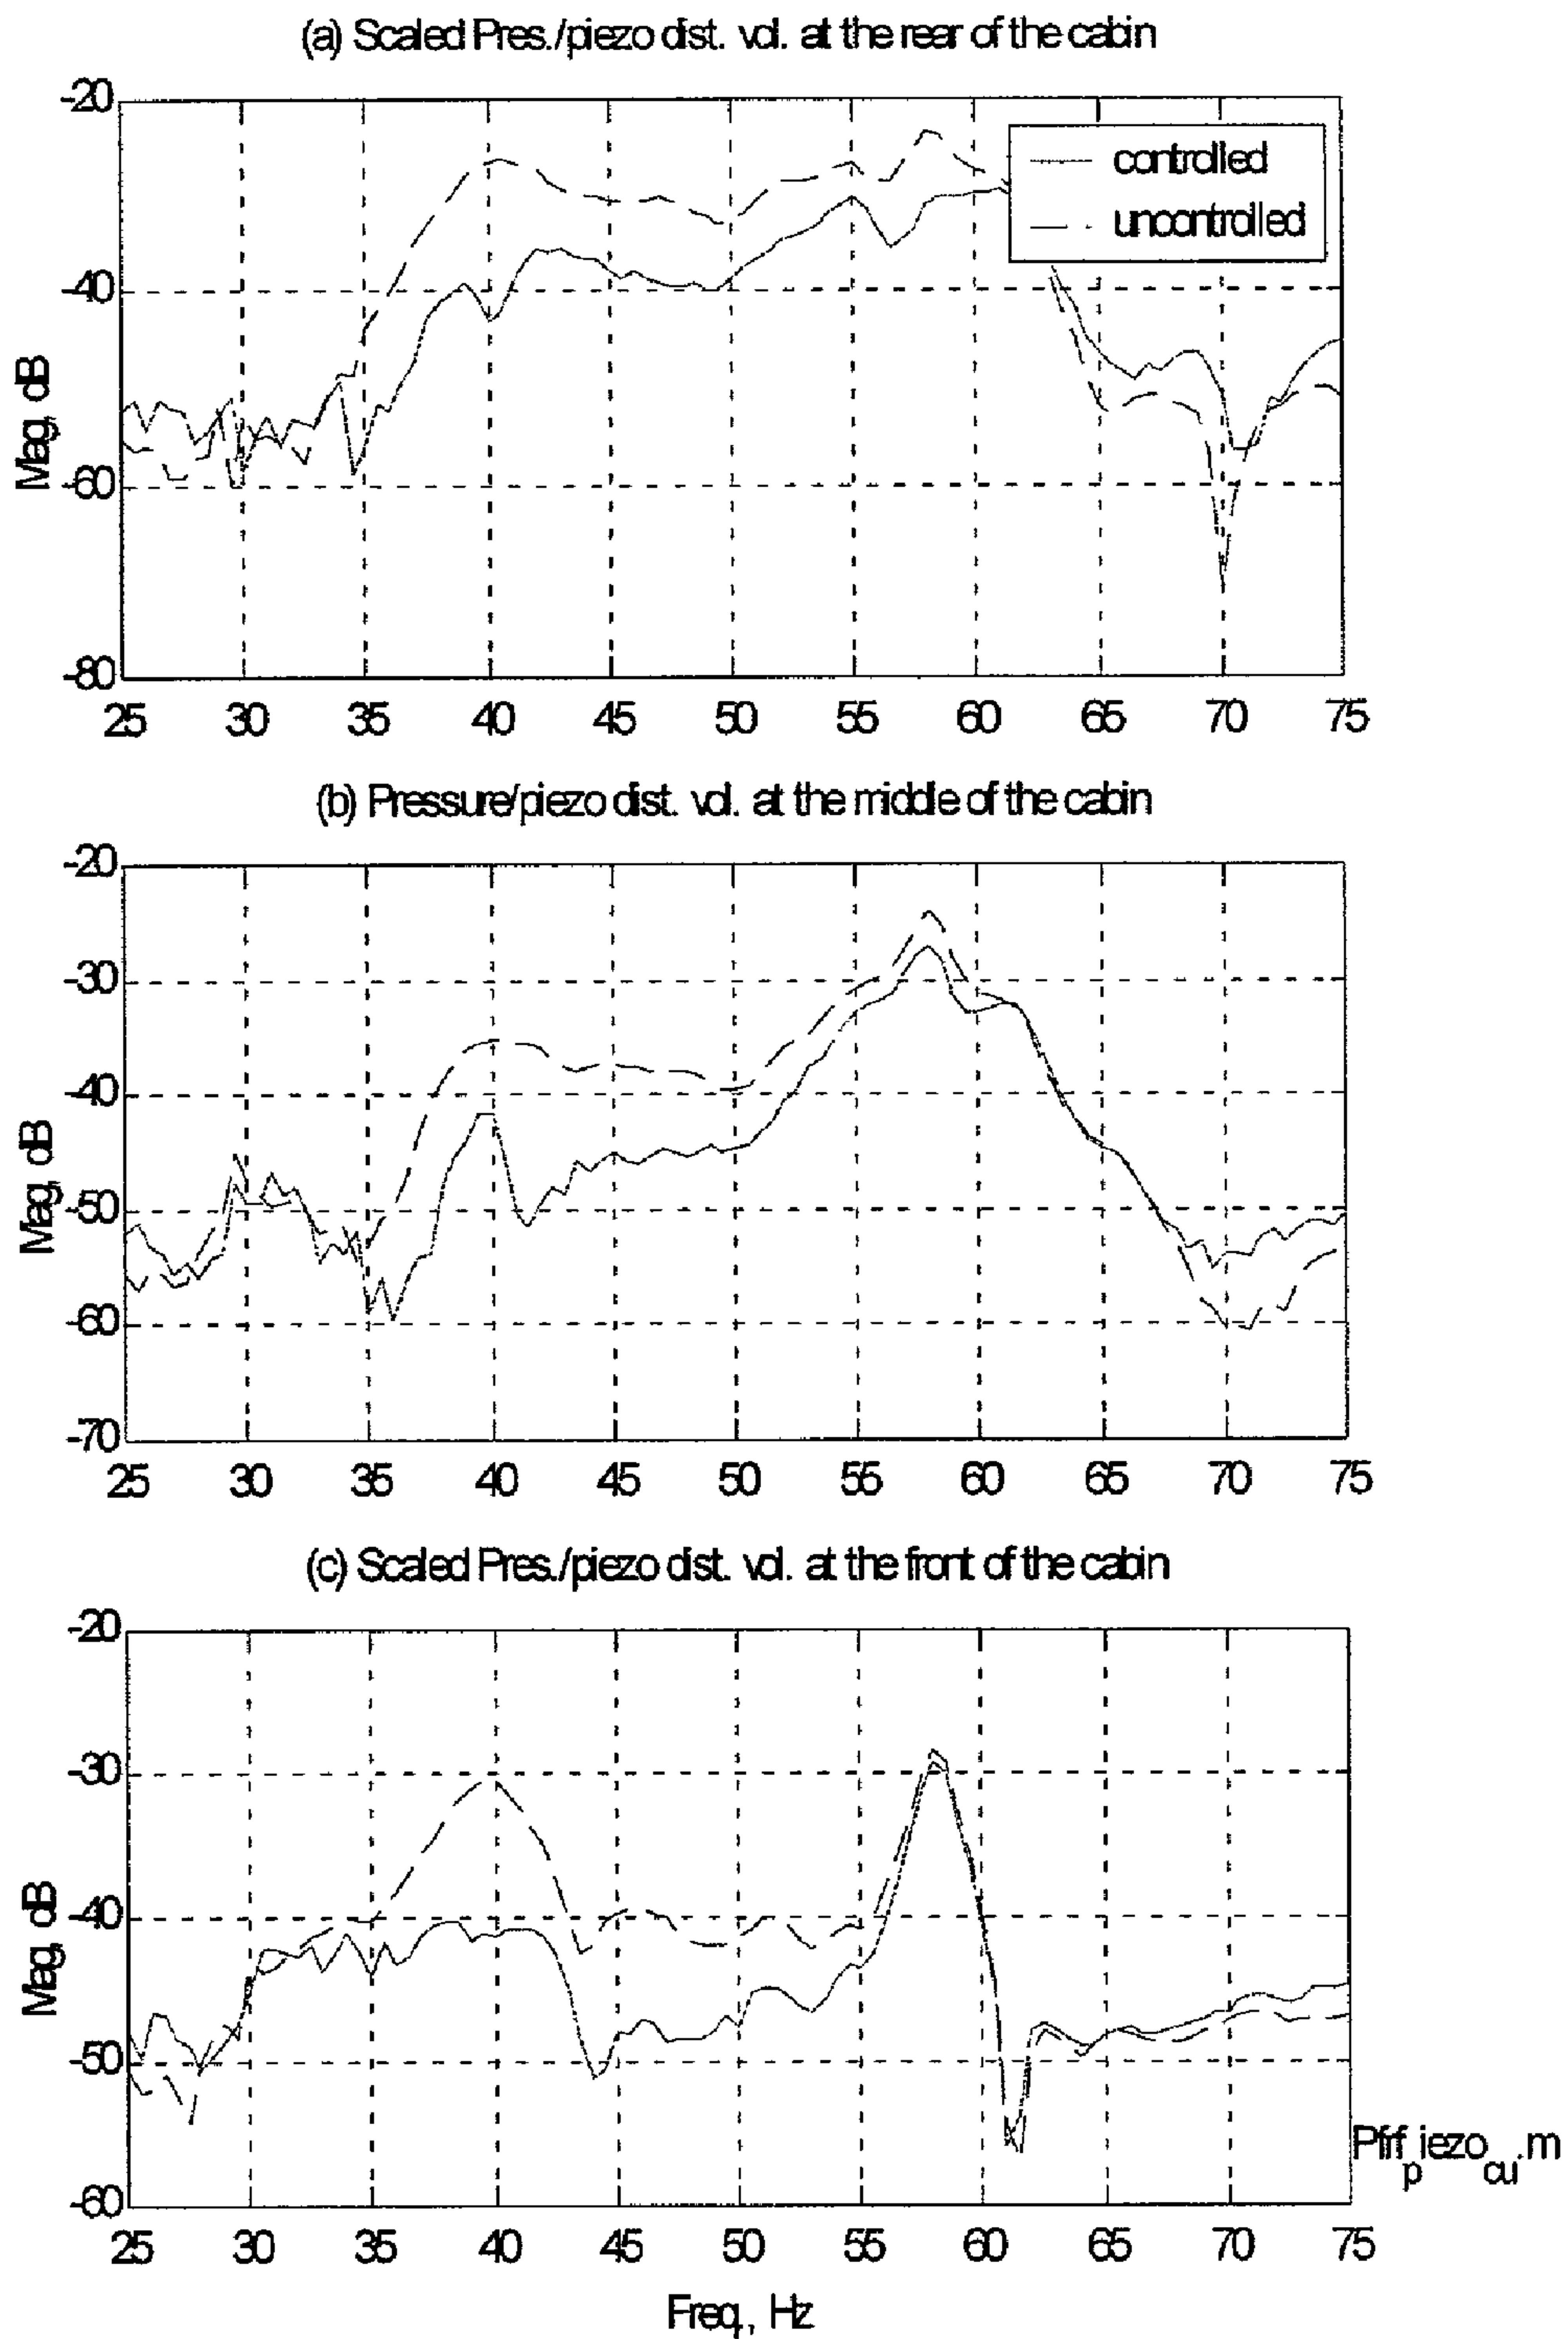 (a) Scaled Pres./piezo dist. vol. at the rear of the cabin
-20
controlled
uncontrolled
-40
Mag, dB
-60
-80
25 30 35 40 45 50 55 60 65 70 75
(b) Pressure/piezo dist. vol. at the middle of the cabin
-20
-30
-40
Mag, dB
-50
-60
-70
25 30 35 40 45 50 55 60 65 70 75
(c) Scaled Pres./piezo dist. vol. at the front of the cabin
-20
-30
-40
Mag, dB
-50
Pfrf_piezo_cu.m
-60
25 30 35 40 45 50 55 60 65 70 75
Freq., Hz